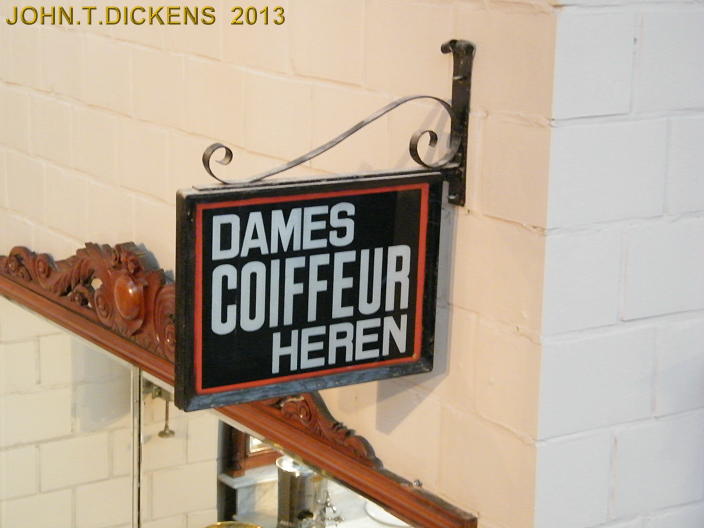 JOHN.T.DICKENS 2013
DAMES
COIFFEUR
HEREN